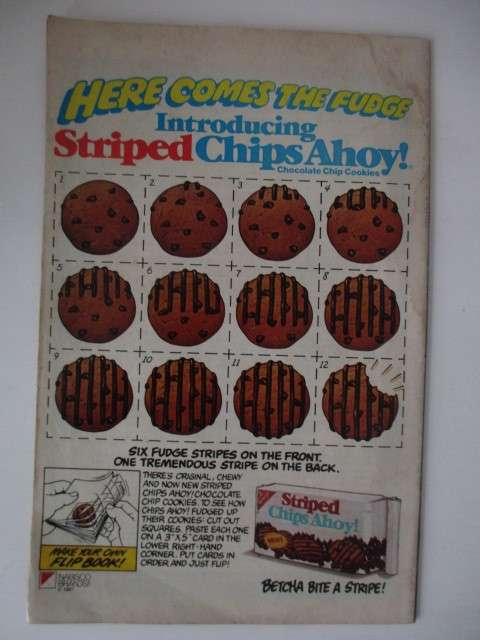 HERE COMES THE FUDGE
Introducing
Striped Chips Ahoy!
Chocolate Chip Cookies
1 2 3 4
5 6 7 8
9 10 11 12
SIX FUDGE STRIPES ON THE FRONT.
ONE TREMENDOUS STRIPE ON THE BACK.
THERE'S ORIGINAL, CHEWY
AND NOW NEW STRIPED
CHIPS AHOY! CHOCOLATE
CHIP COOKIES. TO SEE HOW
CHIPS AHOY! FUDGED UP
THEIR COOKIES: CUT OUT
SQUARES. PASTE EACH ONE
ON A 3" X 5" CARD IN THE
LOWER RIGHT-HAND
CORNER. PUT CARDS IN
ORDER AND JUST FLIP!
MAKE YOUR OWN
FLIP BOOK!
NABISCO
BRANDS
© 1987
Striped
Chips Ahoy!
BETCHA BITE A STRIPE!